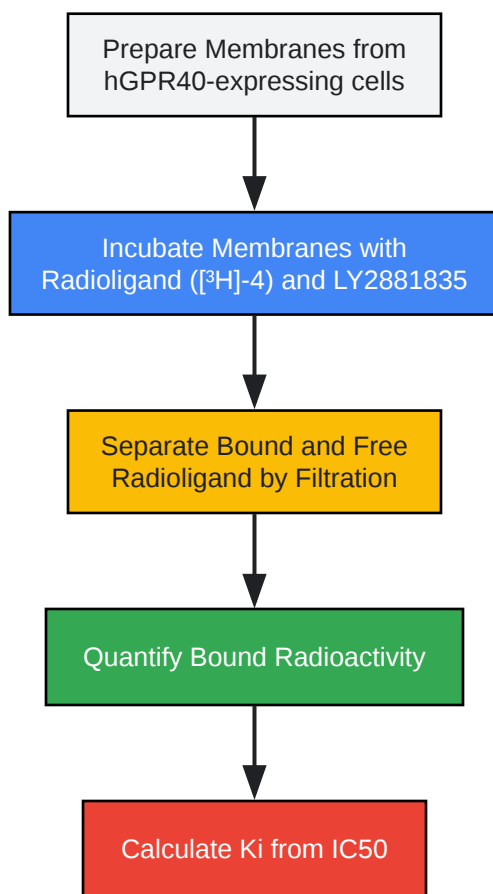 Prepare Membranes from
hGPR40-expressing cells
Incubate Membranes with
Radioligand ([³H]-4) and LY2881835
Separate Bound and Free
Radioligand by Filtration
Quantify Bound Radioactivity
Calculate Ki from IC50